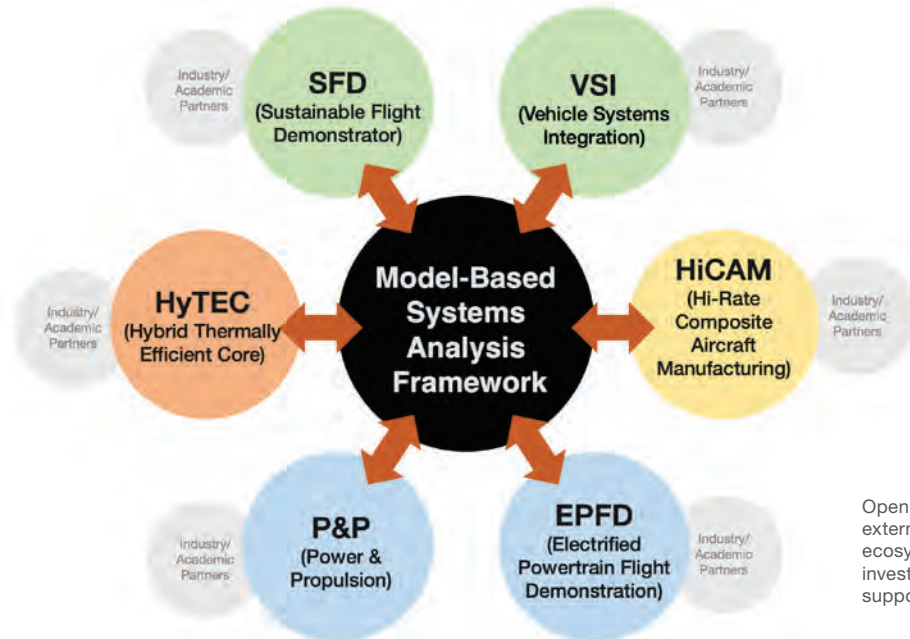 Industry/
Academic
Partners
SFD
(Sustainable Flight
Demonstrator)
VSI
(Vehicle Systems
Integration)
Industry/
Academic
Partners
Industry/
Academic
Partners
HyTEC
(Hybrid Thermally
Efficient Core)
Model-Based
Systems
Analysis
Framework
HiCAM
(Hi-Rate
Composite
Aircraft
Manufacturing)
Industry/
Academic
Partners
Industry/
Academic
Partners
P&P
(Power &
Propulsion)
EPFD
(Electrified
Powertrain Flight
Demonstration)
Industry/
Academic
Partners
Open
extern
ecosy
invest
suppo